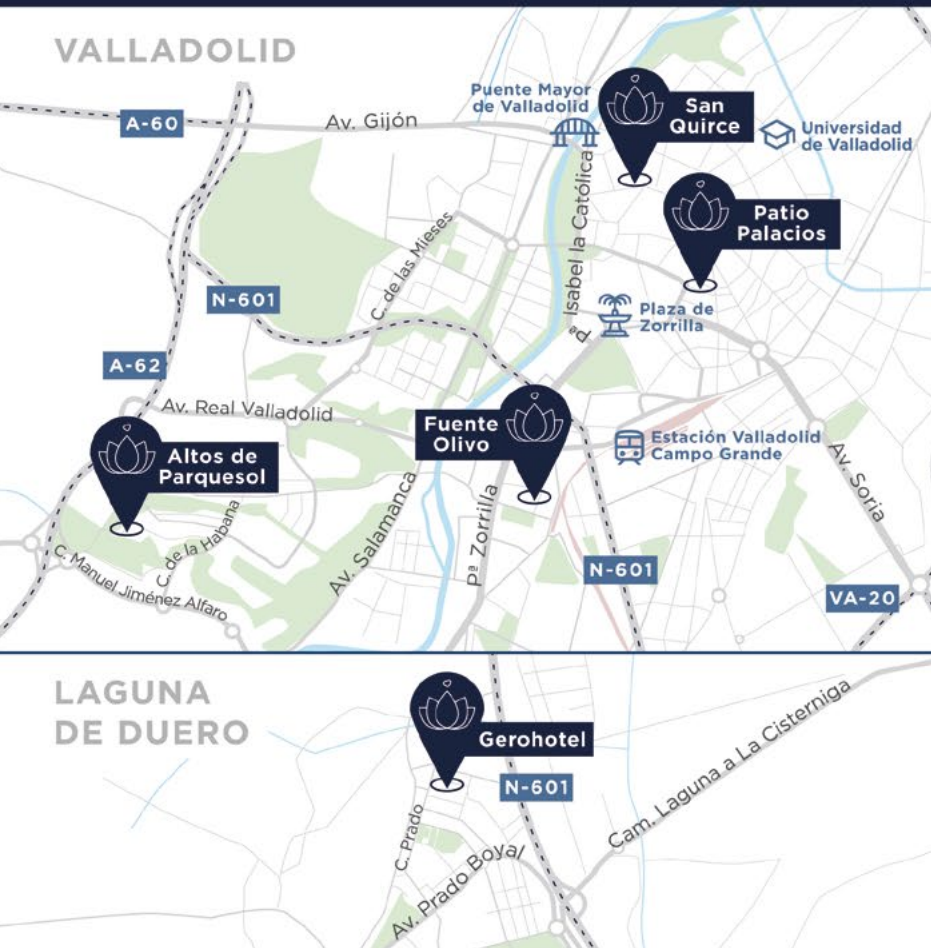 VALLADOLID
A-60
Av. Gijón
Puente Mayor
de Valladolid
San
Quirce
Universidad
de Valladolid
Pª Isabel la Católica
Patio
Palacios
C. de las Mieses
N-601
Plaza de
Zorrilla
A-62
Av. Real Valladolid
Fuente
Olivo
Estación Valladolid
Campo Grande
Altos de
Parquesol
Av. Soria
C. de la Habana
Av. Salamanca
Pª Zorrilla
C. Manuel Jiménez Alfaro
N-601
VA-20
LAGUNA
DE DUERO
Gerohotel
N-601
Cam. Laguna a La Cisterniga
C. Prado
Av. Prado Boyal